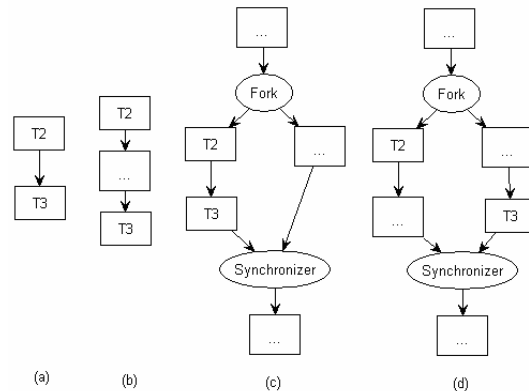 T2
T3
(a)
T2
...
T3
(b)
...
Fork
T2
...
T3
Synchronizer
...
(c)
...
Fork
T2
...
...
T3
Synchronizer
...
(d)